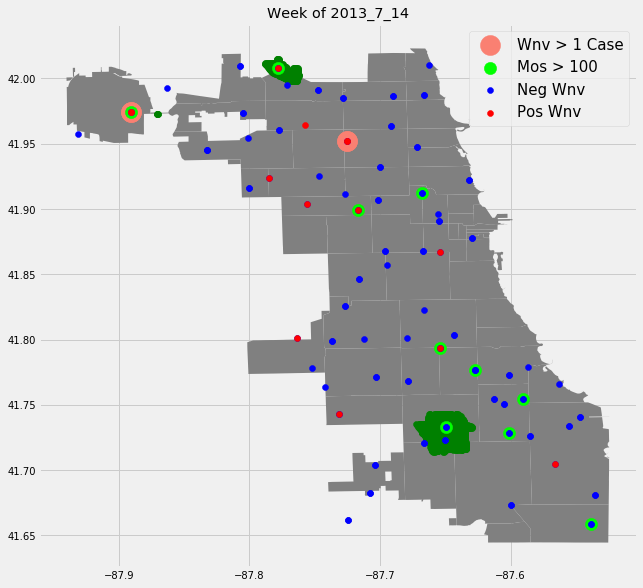 Week of 2013_7_14
Wnv > 1 Case
Mos > 100
Neg Wnv
Pos Wnv
42.00
41.95
41.90
41.85
41.80
41.75
41.70
41.65
−87.9
−87.8
−87.7
−87.6